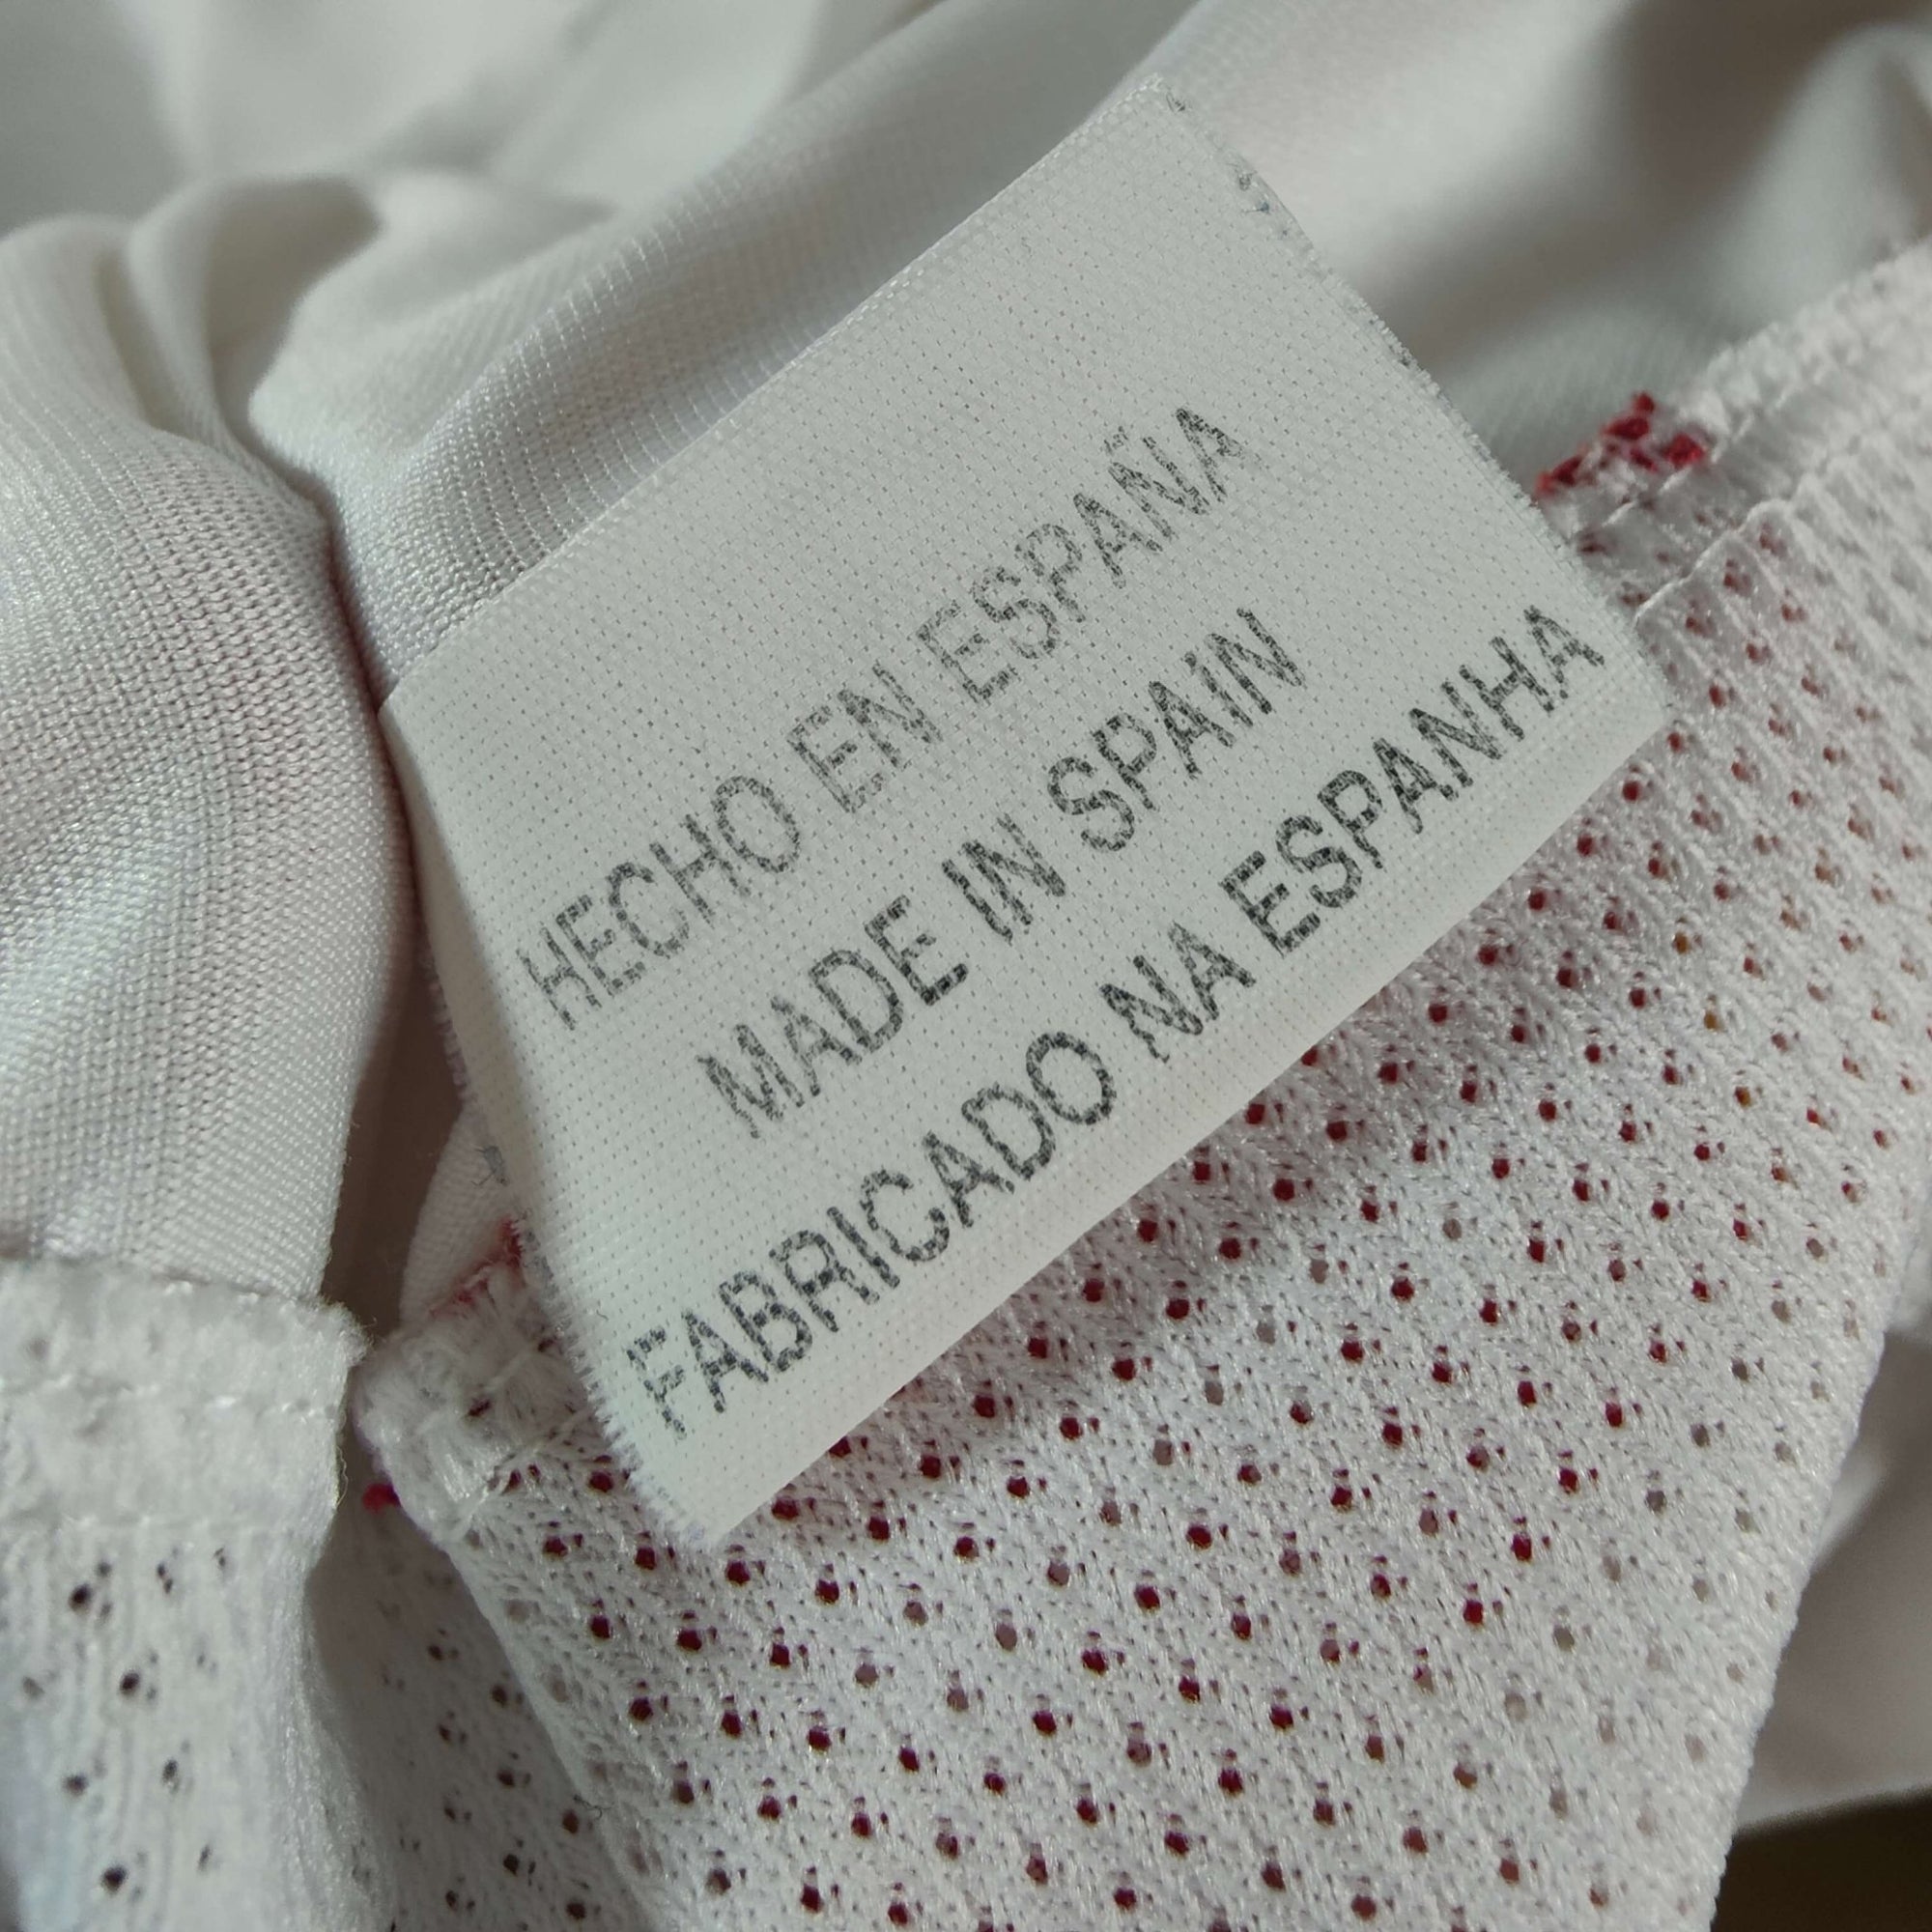 HECHO EN ESPAÑA
MADE IN SPAIN
FABRICADO NA ESPANHA